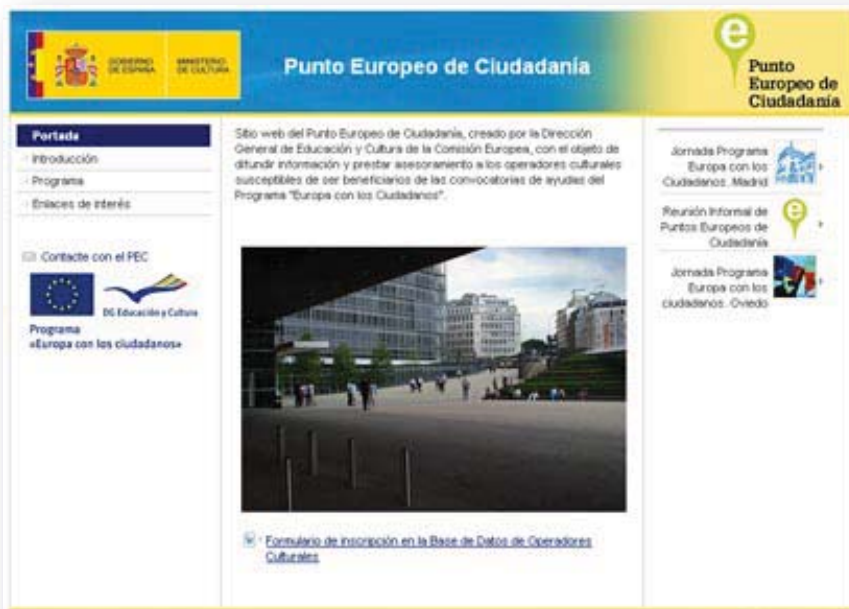 GOBIERNO
DE ESPAÑA
MINISTERIO
DE CULTURA
Punto Europeo de Ciudadanía
e
Punto
Europeo de
Ciudadanía
Portada
Introducción
Programa
Enlaces de interés
Contacte con el PEC
DG Educación y Cultura
Programa
«Europa con los ciudadanos»
Sitio web del Punto Europeo de Ciudadanía, creado por la Dirección
General de Educación y Cultura de la Comisión Europea, con el objeto de
difundir información y prestar asesoramiento a los operadores culturales
susceptibles de ser beneficiarios de las convocatorias de ayudas del
Programa "Europa con los Ciudadanos".
Formulario de inscripción en la Base de Datos de Operadores
Culturales
Jornada Programa
Europa con los
Ciudadanos. Madrid
Reunión Informal de
Puntos Europeos de
Ciudadanía
e
Jornada Programa
Europa con los
ciudadanos. Oviedo